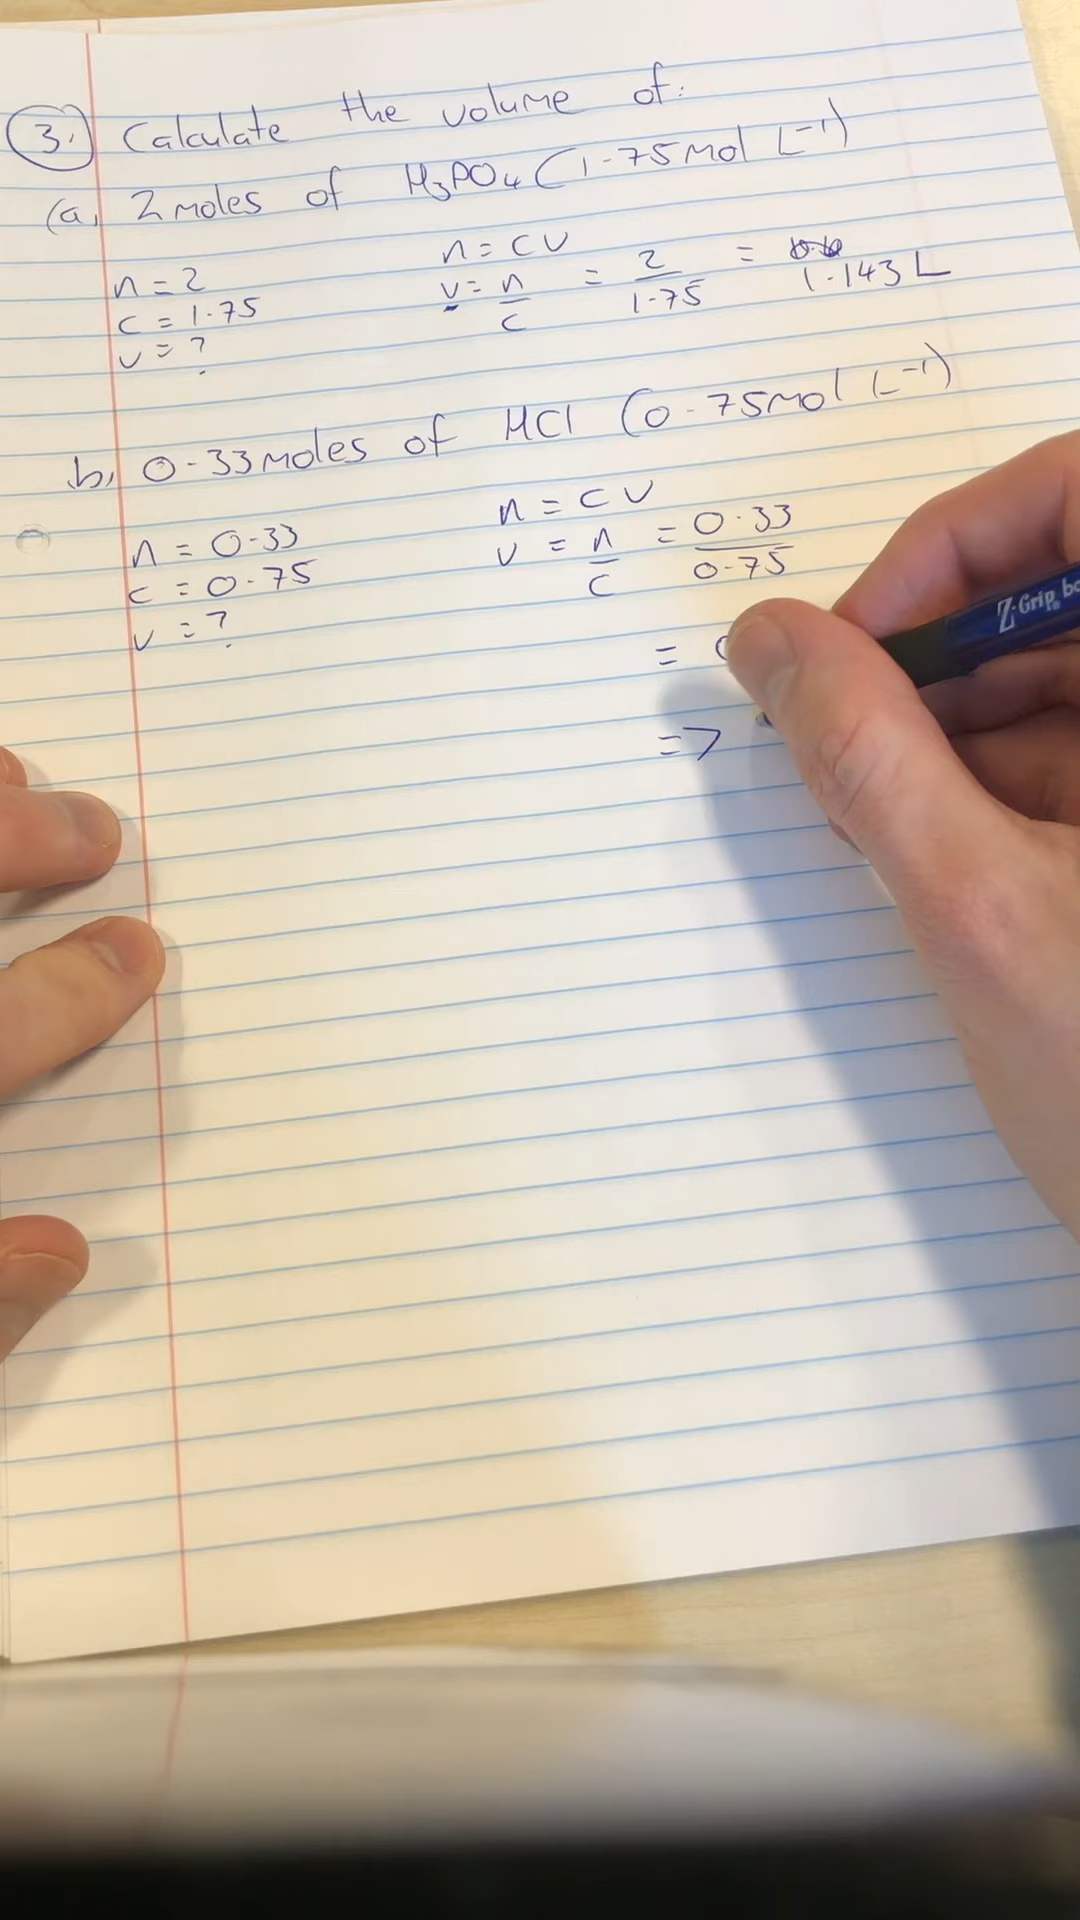 3. Calculate the volume of:
(a, 2 moles of H3PO4 (1.75 mol L⁻¹)
n = 2
c = 1.75
v = ?
n = CV
v = n/c = 2/1.75 = 1.143 L
b, 0.33 moles of HCl (0.75 mol L⁻¹)
n = 0.33
c = 0.75
v = ?
n = CV
v = n/c = 0.33/0.75
=
=>
Z-Grip